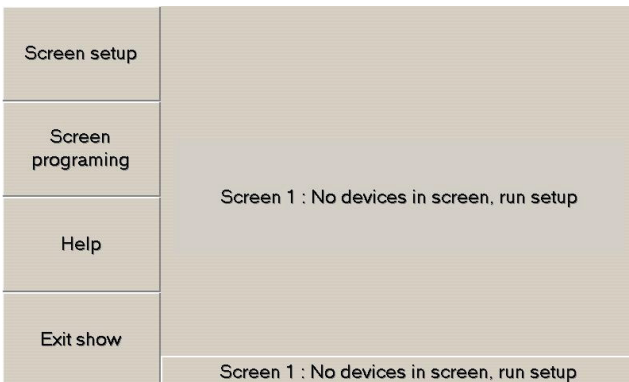 Screen setup
Screen
programing
Help
Exit show
Screen 1 : No devices in screen, run setup
Screen 1 : No devices in screen, run setup